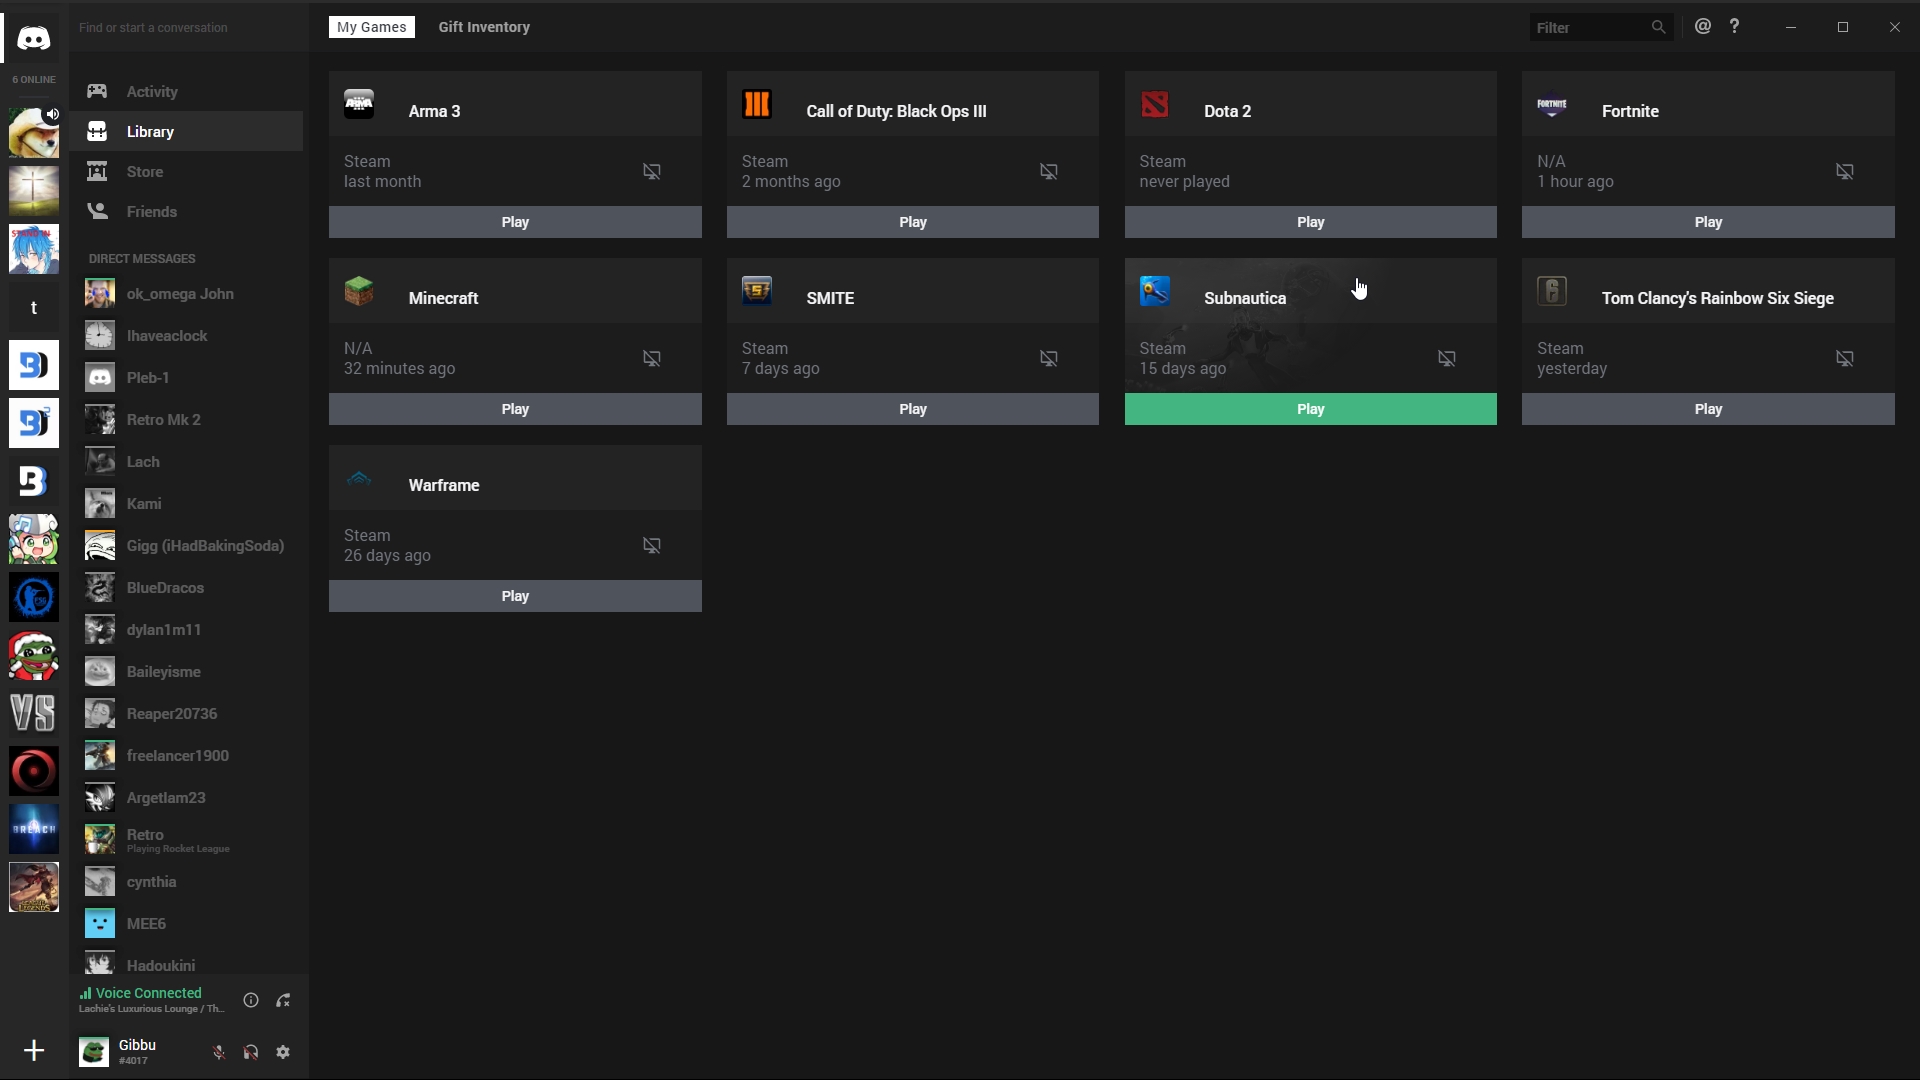 Find or start a conversation
My Games
Gift Inventory
Filter
6 ONLINE
t
VS
BREACH
Activity
Library
Store
Friends
DIRECT MESSAGES
ok_omega John
Ihaveaclock
Pleb-1
Retro Mk 2
Lach
Kami
Gigg (iHadBakingSoda)
BlueDracos
dylan1m11
Baileyisme
Reaper20736
freelancer1900
Argetlam23
Retro
Playing Rocket League
cynthia
MEE6
Hadoukini
Voice Connected
Lachie's Luxurious Lounge / Th...
Gibbu
#4017
Arma 3
Steam
last month
Play
Call of Duty: Black Ops III
Steam
2 months ago
Play
Dota 2
Steam
never played
Play
FORTNITE
Fortnite
N/A
1 hour ago
Play
Minecraft
N/A
32 minutes ago
Play
SMITE
Steam
7 days ago
Play
Subnautica
Steam
15 days ago
Play
Tom Clancy's Rainbow Six Siege
Steam
yesterday
Play
Warframe
Steam
26 days ago
Play